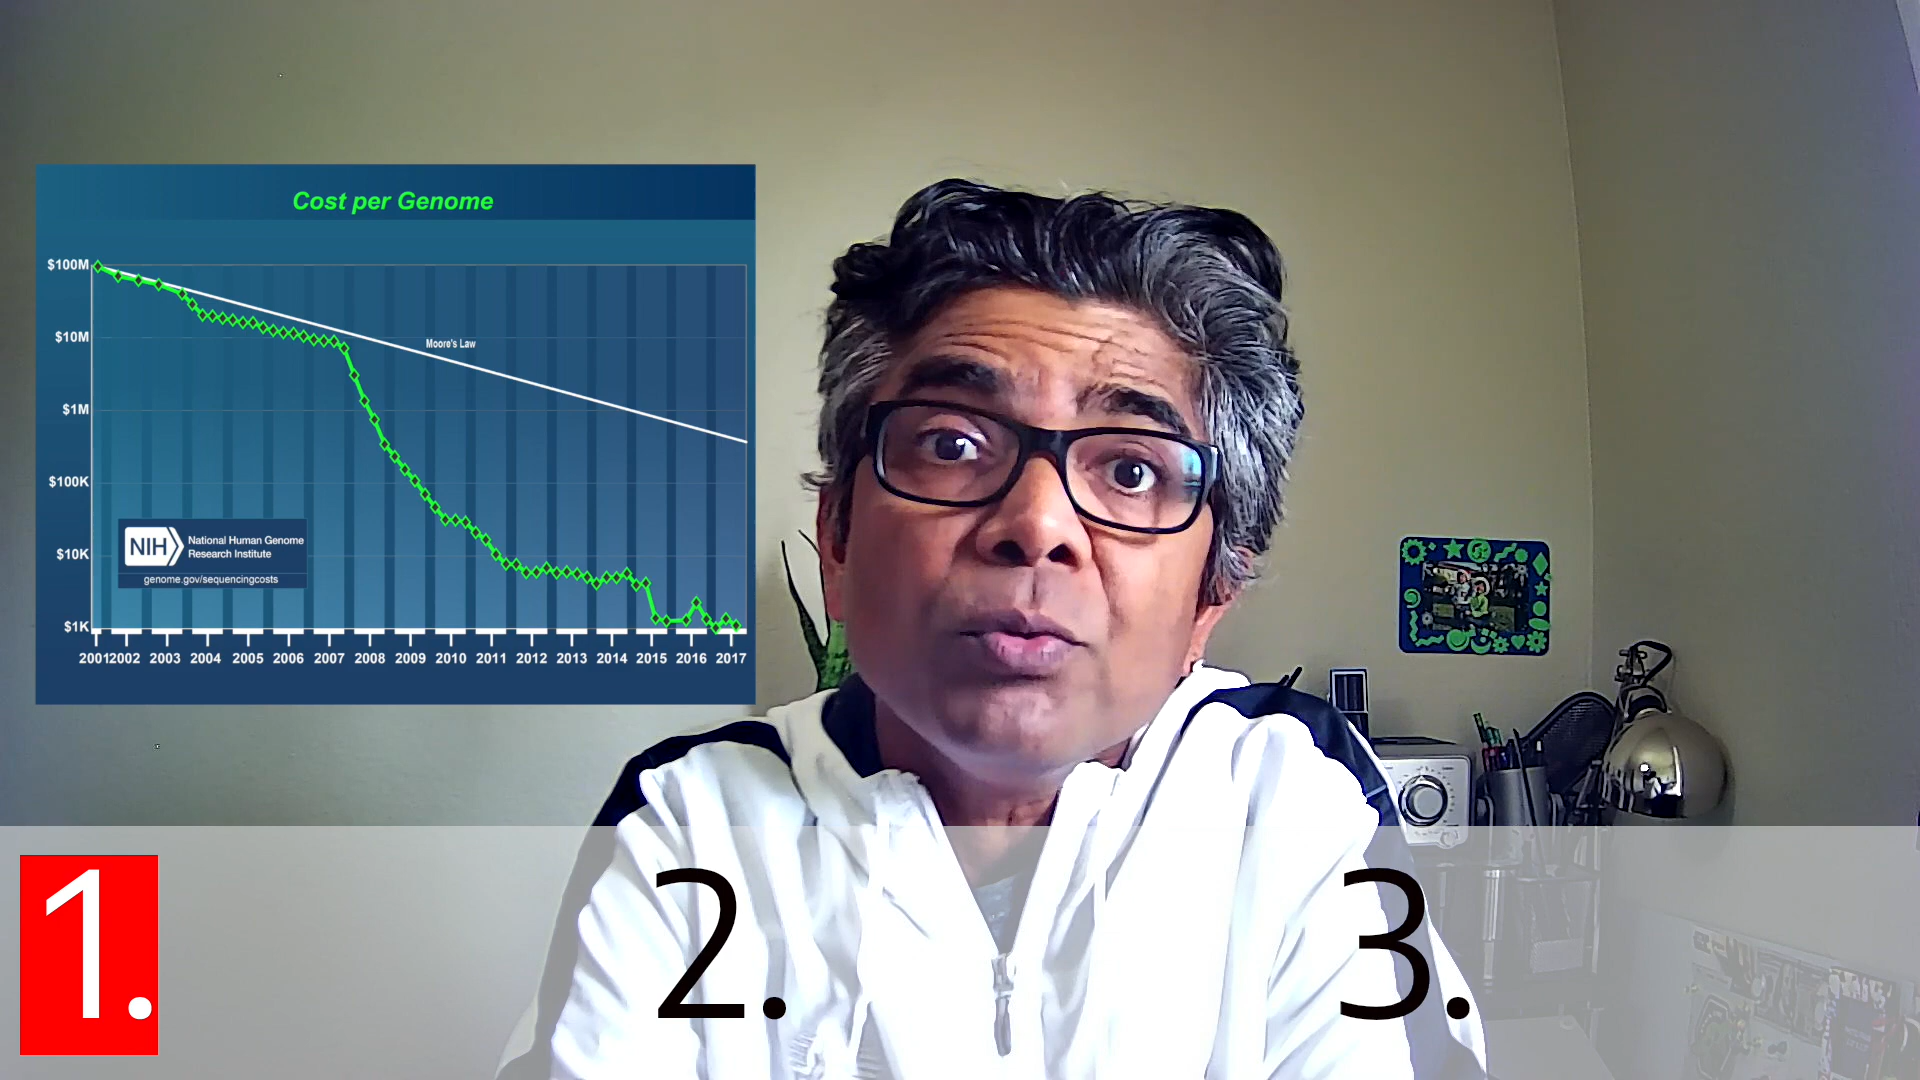 Cost per Genome
$100M
$10M
$1M
$100K
$10K
$1K
Moore's Law
NIH
National Human Genome
Research Institute
genome.gov/sequencingcosts
2001 2002 2003 2004 2005 2006 2007 2008 2009 2010 2011 2012 2013 2014 2015 2016 2017
1. 2. 3.